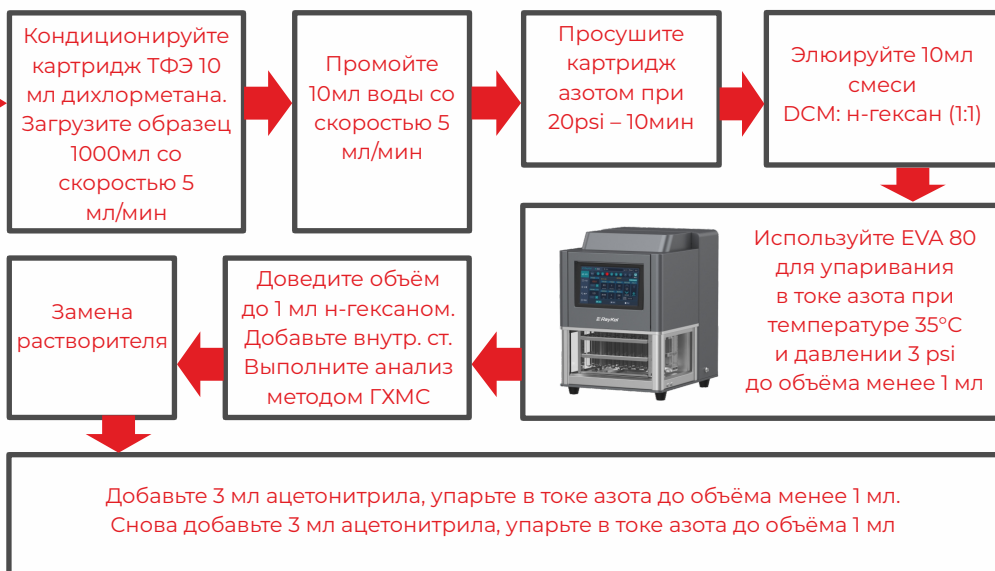 Кондиционируйте
картридж ТФЭ 10
мл дихлорметана.
Загрузите образец
1000мл со
скоростью 5
мл/мин
Промойте
10мл воды со
скоростью 5
мл/мин
Просушите
картридж
азотом при
20psi – 10мин
Элюируйте 10мл
смеси
DCM: н-гексан (1:1)
Используйте EVA 80
для упаривания
в токе азота при
температуре 35°C
и давлении 3 psi
до объёма менее 1 мл
RayKol
Доведите объём
до 1 мл н-гексаном.
Добавьте внутр. ст.
Выполните анализ
методом ГХМС
Замена
растворителя
Добавьте 3 мл ацетонитрила, упарьте в токе азота до объёма менее 1 мл.
Снова добавьте 3 мл ацетонитрила, упарьте в токе азота до объёма 1 мл